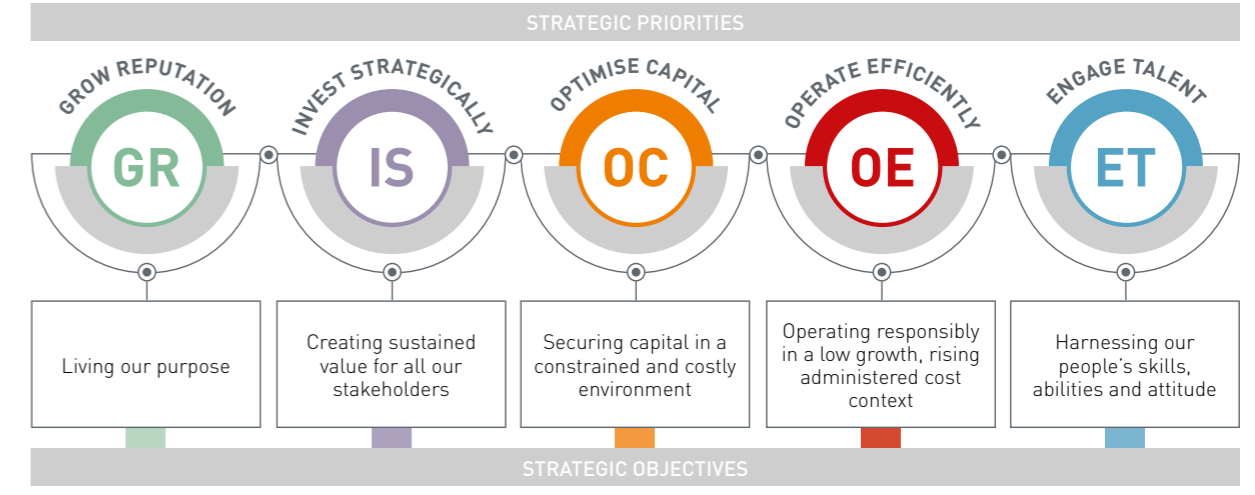 STRATEGIC PRIORITIES
GROW REPUTATION
INVEST STRATEGICALLY
OPTIMISE CAPITAL
OPERATE EFFICIENTLY
ENGAGE TALENT
GR
IS
OC
OE
ET
Living our purpose
Creating sustained
value for all our
stakeholders
Securing capital in a
constrained and costly
environment
Operating responsibly
in a low growth, rising
administered cost
context
Harnessing our
people’s skills,
abilities and attitude
STRATEGIC OBJECTIVES